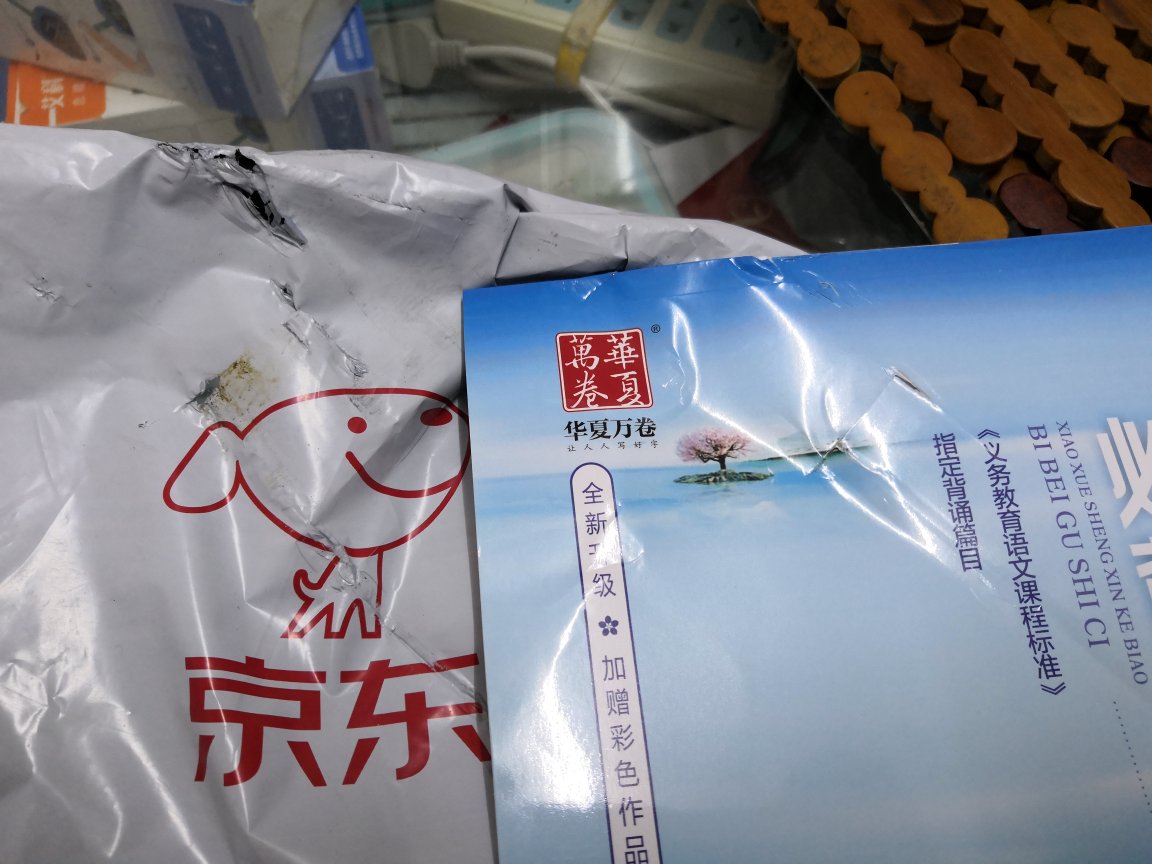 京东
華夏
萬卷
®
华夏万卷
让人人写好字
全新升级
加赠彩色作品
指定背诵篇目
《义务教育语文课程标准》
BI BEI GU SHI CI
XIAO XUE SHENG XIN KE BIAO
必